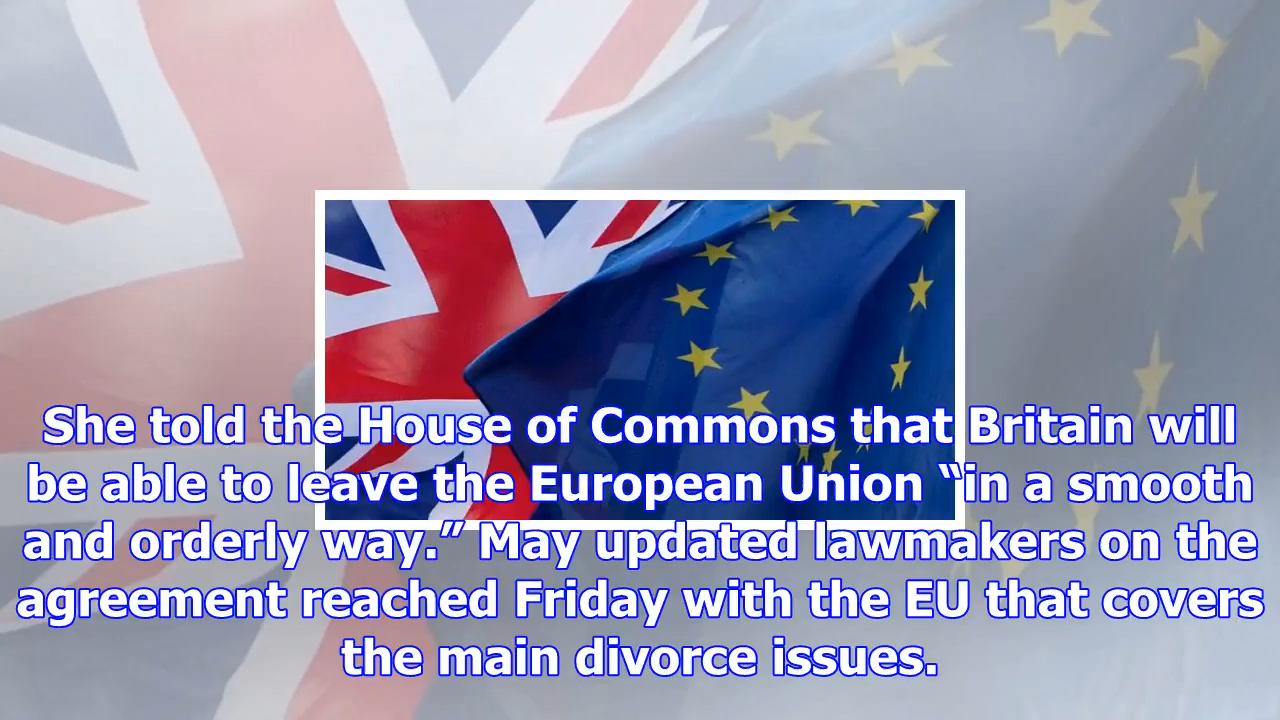 She told the House of Commons that Britain will
be able to leave the European Union “in a smooth
and orderly way.” May updated lawmakers on the
agreement reached Friday with the EU that covers
the main divorce issues.